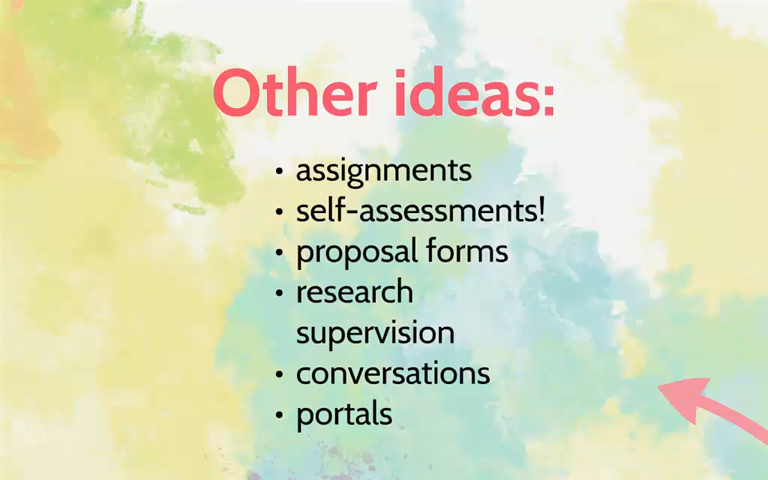 Other ideas:
• assignments
• self-assessments!
• proposal forms
• research
supervision
• conversations
• portals